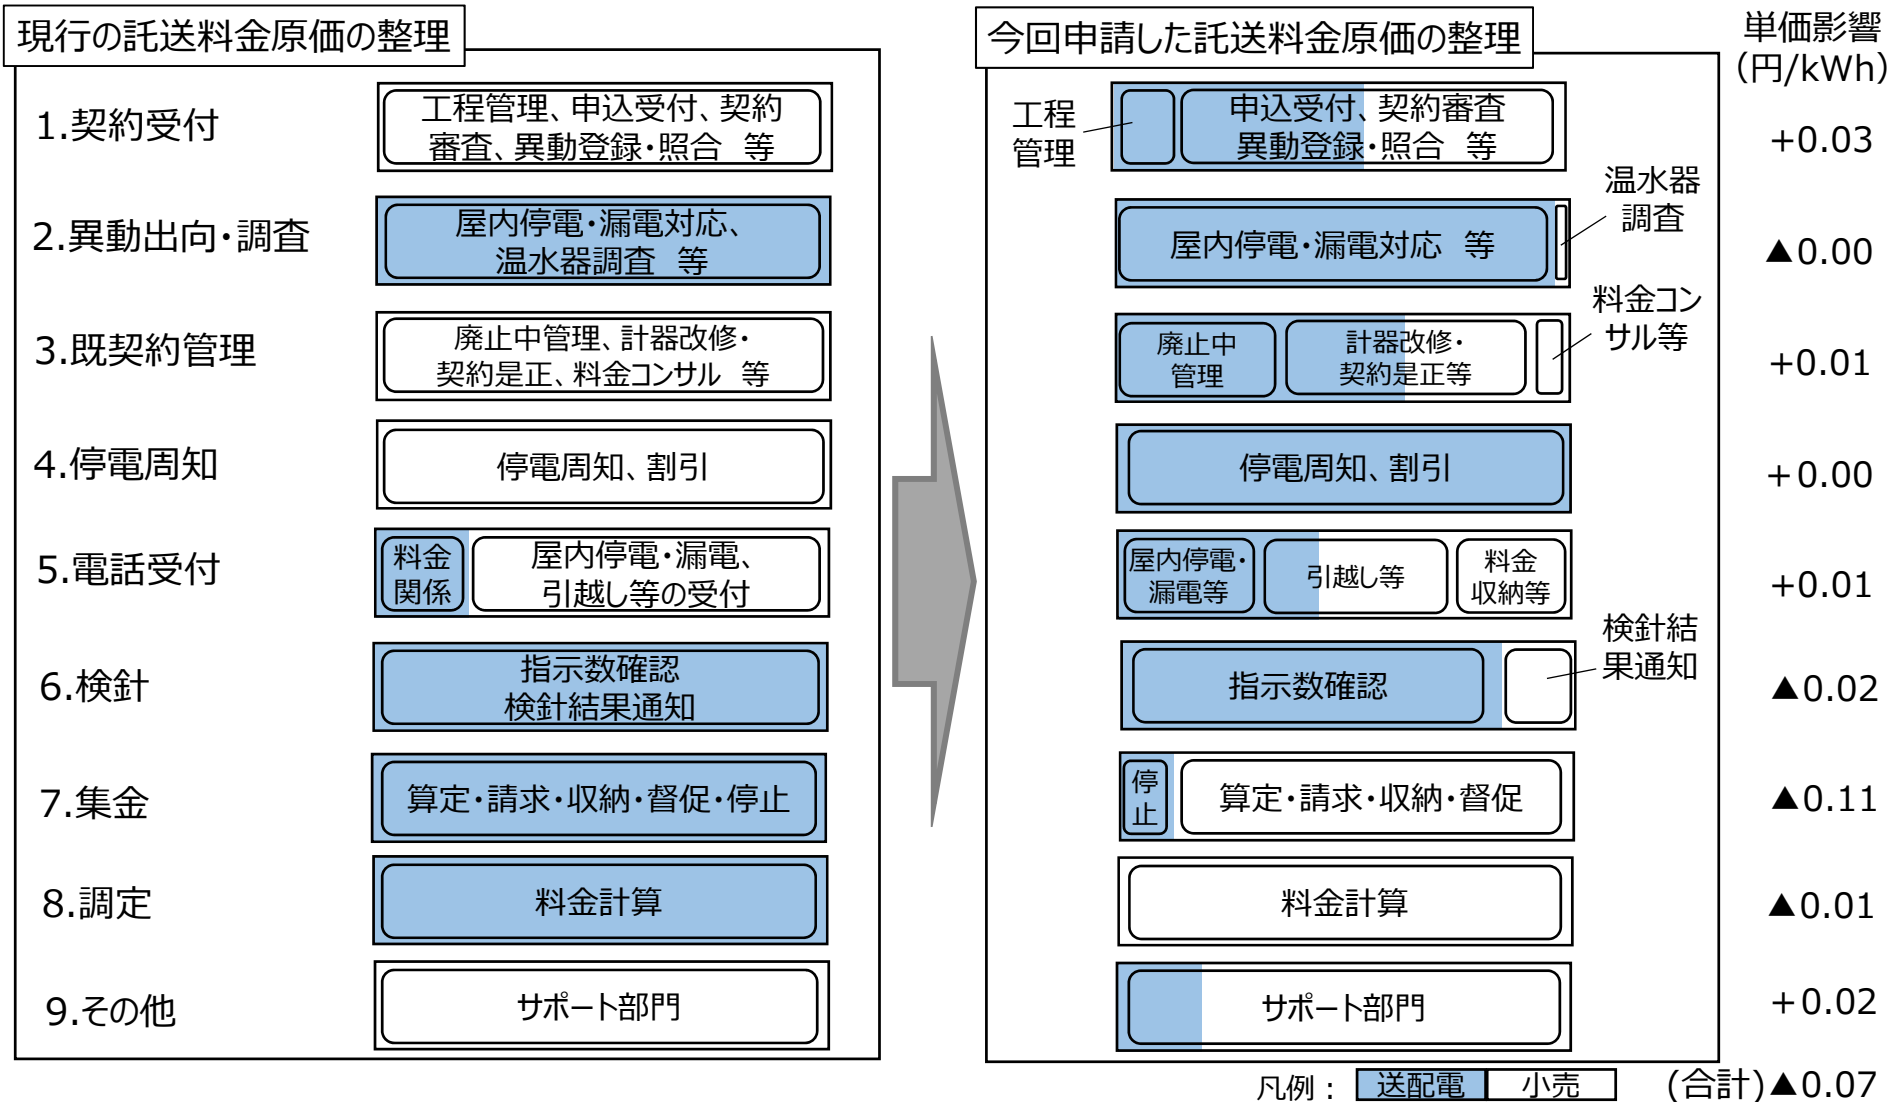 現行の託送料金原価の整理
1.契約受付
工程管理、申込受付、契約
審査、異動登録・照合 等
2.異動出向・調査
屋内停電・漏電対応、
温水器調査 等
3.既契約管理
廃止中管理、計器改修・
契約是正、料金コンサル 等
4.停電周知
停電周知、割引
5.電話受付
料金
関係
屋内停電・漏電、
引越し等の受付
6.検針
指示数確認
検針結果通知
7.集金
算定・請求・収納・督促・停止
8.調定
料金計算
9.その他
サポート部門
今回申請した託送料金原価の整理
単価影響
(円/kWh)
工程
管理
申込受付、契約審査
異動登録・照合 等
+0.03
屋内停電・漏電対応 等
温水器
調査
▲0.00
廃止中
管理
計器改修・
契約是正等
料金コン
サル等
+0.01
停電周知、割引
+0.00
屋内停電・
漏電等
引越し等
料金
収納等
+0.01
指示数確認
検針結
果通知
▲0.02
停
止
算定・請求・収納・督促
▲0.11
料金計算
▲0.01
サポート部門
+0.02
凡例： 送配電 小売
(合計)▲0.07